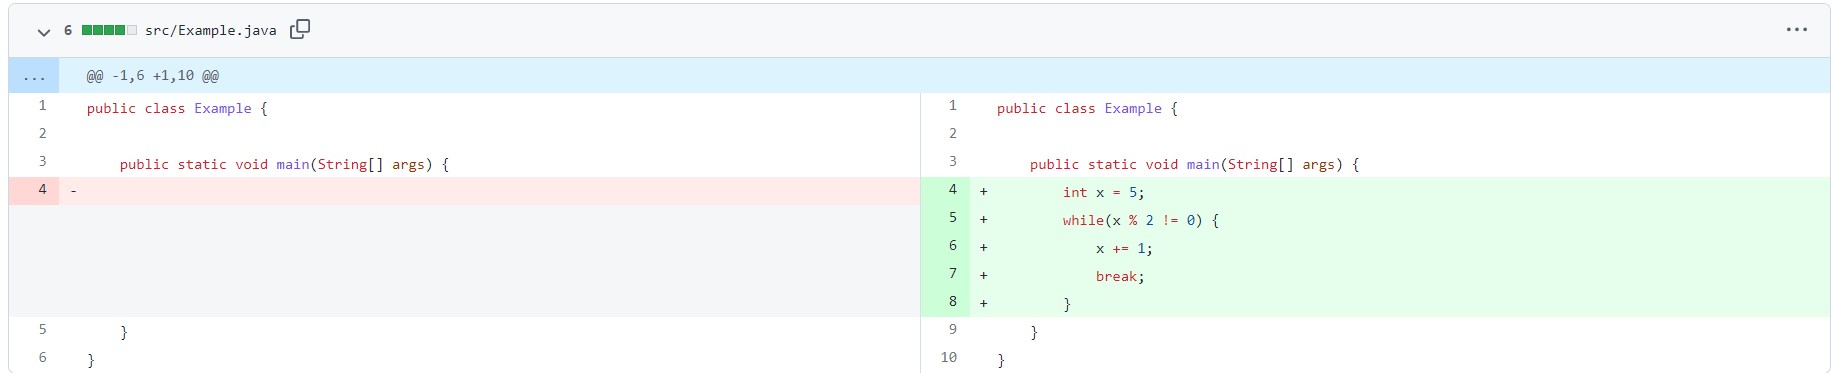 6 src/Example.java
...
... @@ -1,6 +1,10 @@
1 public class Example {
2
3     public static void main(String[] args) {
4 -
5     }
6 }
1 public class Example {
2
3     public static void main(String[] args) {
4 +         int x = 5;
5 +         while(x % 2 != 0) {
6 +             x += 1;
7 +             break;
8 +         }
9     }
10 }